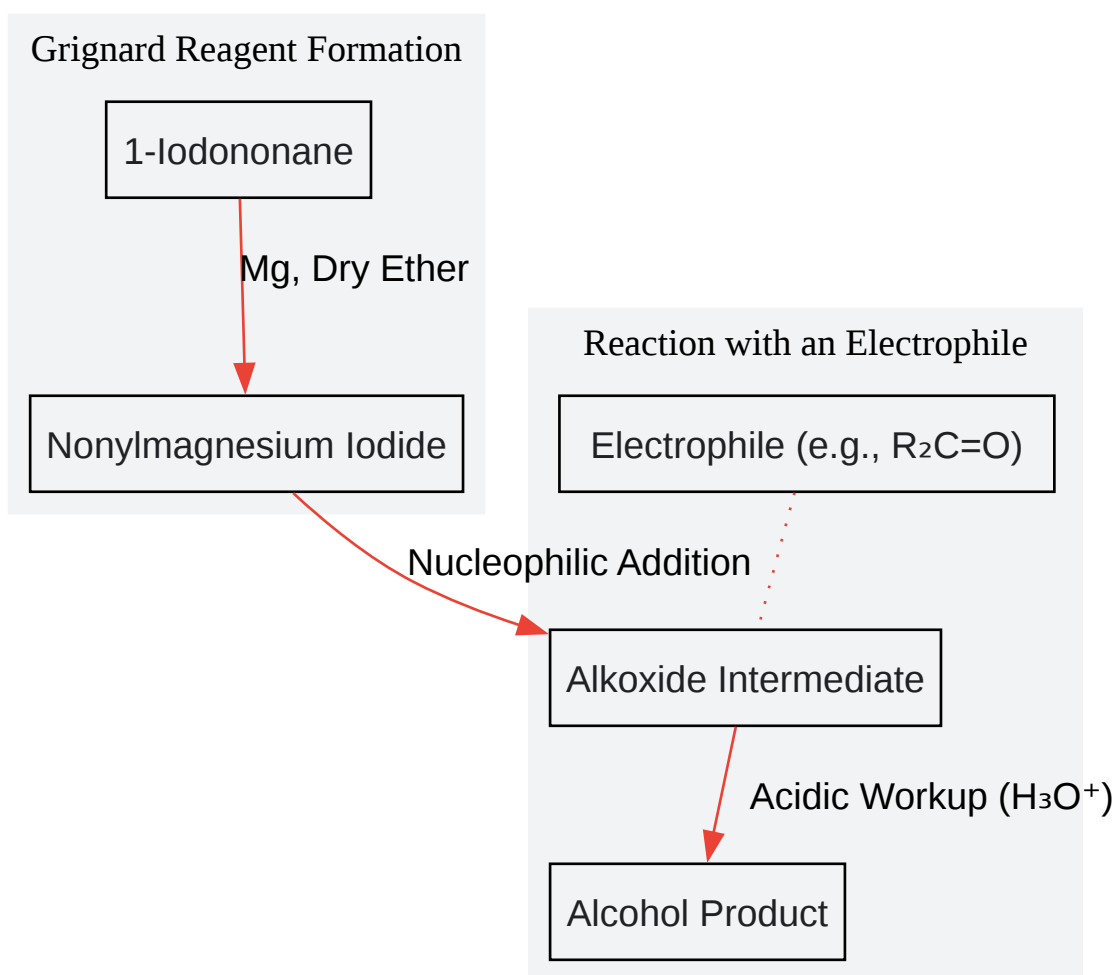 Grignard Reagent Formation
1-Iodononane
Mg, Dry Ether
Nonylmagnesium Iodide
Reaction with an Electrophile
Electrophile (e.g., R₂C=O)
Nucleophilic Addition
Alkoxide Intermediate
Acidic Workup (H₃O⁺)
Alcohol Product